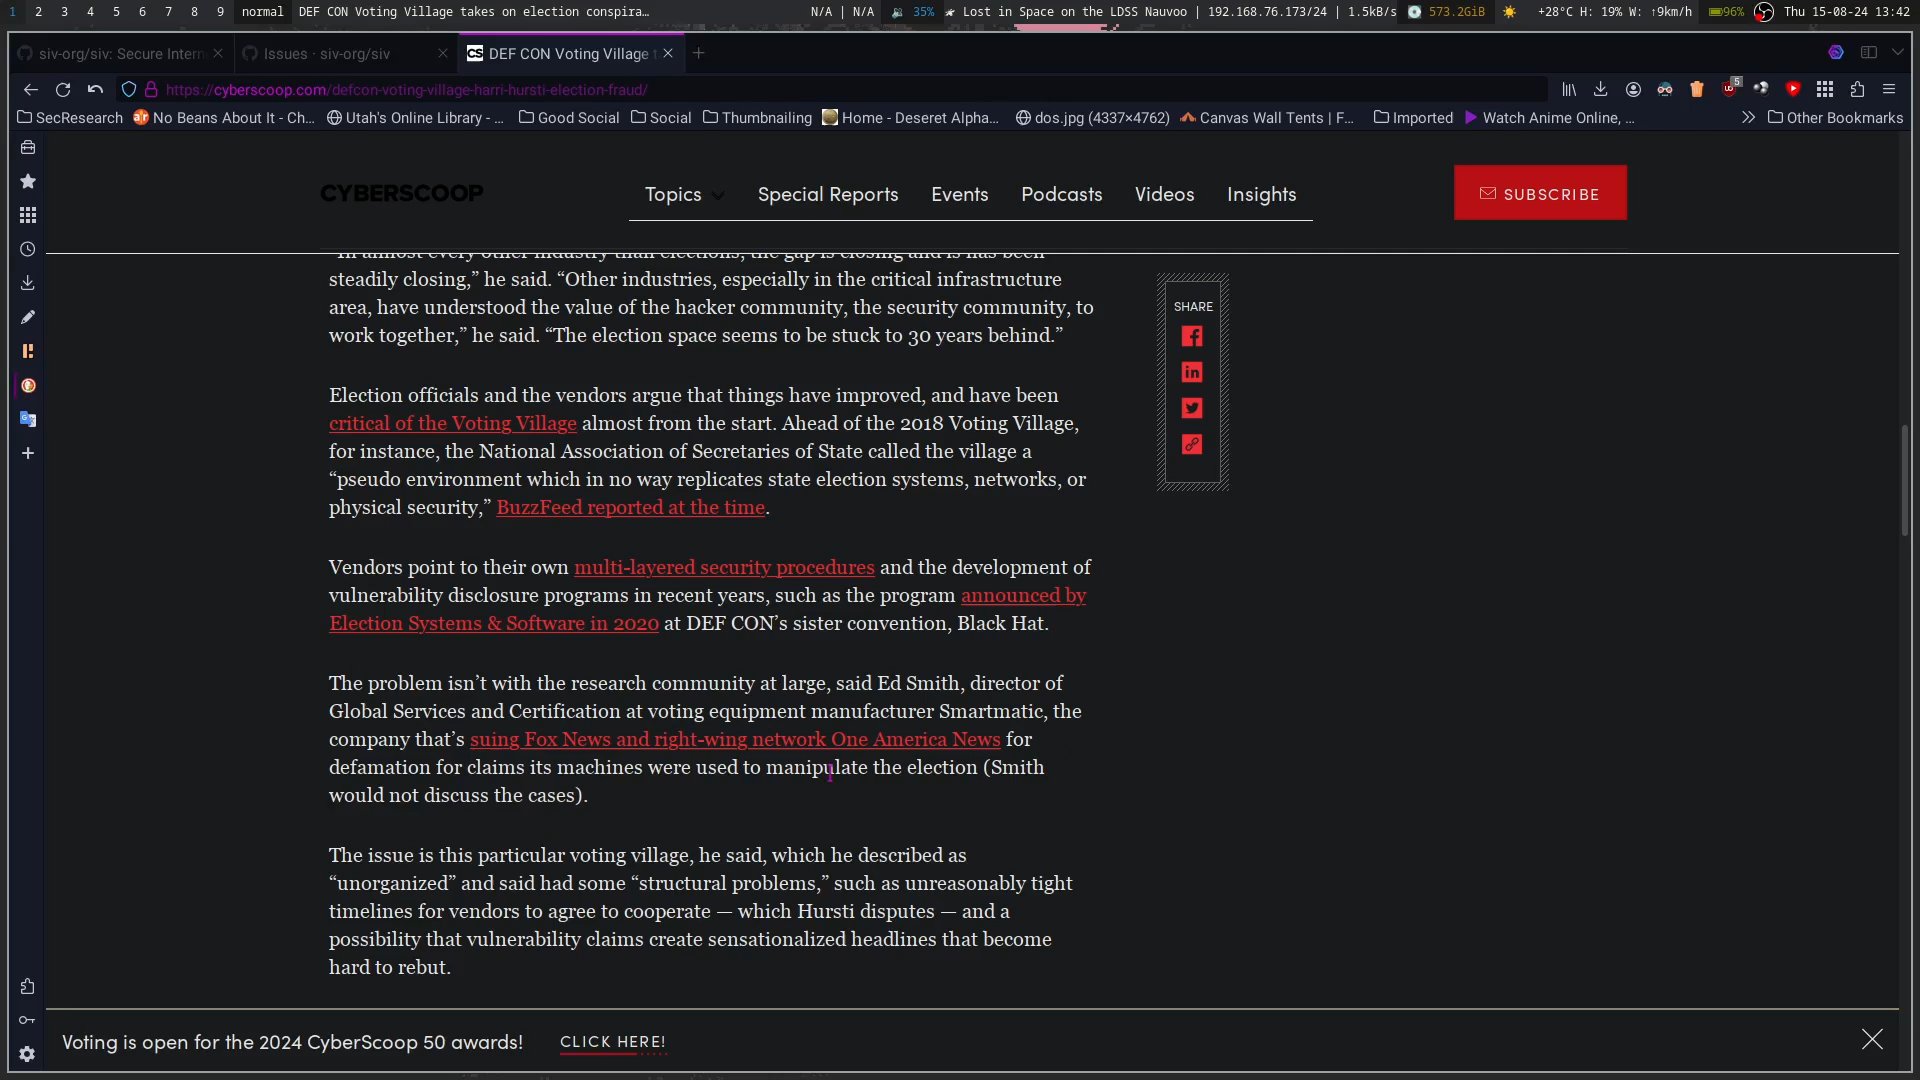 1 2 3 4 5 6 7 8 9 normal DEF CON Voting Village takes on election conspira… N/A | N/A 35% Lost in Space on the LDSS Nauvoo | 192.168.76.173/24 | 1.5kB/s 573.2GiB +28°C H: 19% W: ↑9km/h 96% Thu 15-08-24 13:42
siv-org/siv: Secure Intern Issues · siv-org/siv CS DEF CON Voting Village
https://cyberscoop.com/defcon-voting-village-harri-hursti-election-fraud/ 5
SecResearch No Beans About It - Ch… Utah's Online Library - … Good Social Social Thumbnailing Home - Deseret Alpha… dos.jpg (4337×4762) Canvas Wall Tents | F… Imported Watch Anime Online, … Other Bookmarks
CYBERSCOOP Topics Special Reports Events Podcasts Videos Insights SUBSCRIBE
“In almost every other industry than elections, the gap is closing and is has been
steadily closing,” he said. “Other industries, especially in the critical infrastructure
area, have understood the value of the hacker community, the security community, to
work together,” he said. “The election space seems to be stuck to 30 years behind.”
SHARE
Election officials and the vendors argue that things have improved, and have been
critical of the Voting Village almost from the start. Ahead of the 2018 Voting Village,
for instance, the National Association of Secretaries of State called the village a
“pseudo environment which in no way replicates state election systems, networks, or
physical security,” BuzzFeed reported at the time.
Vendors point to their own multi-layered security procedures and the development of
vulnerability disclosure programs in recent years, such as the program announced by
Election Systems & Software in 2020 at DEF CON’s sister convention, Black Hat.
The problem isn’t with the research community at large, said Ed Smith, director of
Global Services and Certification at voting equipment manufacturer Smartmatic, the
company that’s suing Fox News and right-wing network One America News for
defamation for claims its machines were used to manipulate the election (Smith
would not discuss the cases).
The issue is this particular voting village, he said, which he described as
“unorganized” and said had some “structural problems,” such as unreasonably tight
timelines for vendors to agree to cooperate — which Hursti disputes — and a
possibility that vulnerability claims create sensationalized headlines that become
hard to rebut.
Voting is open for the 2024 CyberScoop 50 awards! CLICK HERE!